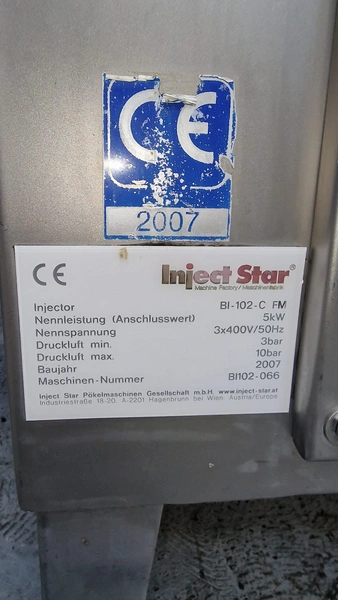 CE
2007
CE
Inject Star®
Machine Factory / Maschinenfabrik
Injector BI-102-C FM
Nennleistung (Anschlusswert) 5kW
Nennspannung 3x400V/50Hz
Druckluft min. 3bar
Druckluft max. 10bar
Baujahr 2007
Maschinen-Nummer BI102-066
Inject Star Pökelmaschinen Gesellschaft m.b.H. www.inject-star.at
Industriestraße 18-20, A-2201 Hagenbrunn bei Wien, Austria/Europe